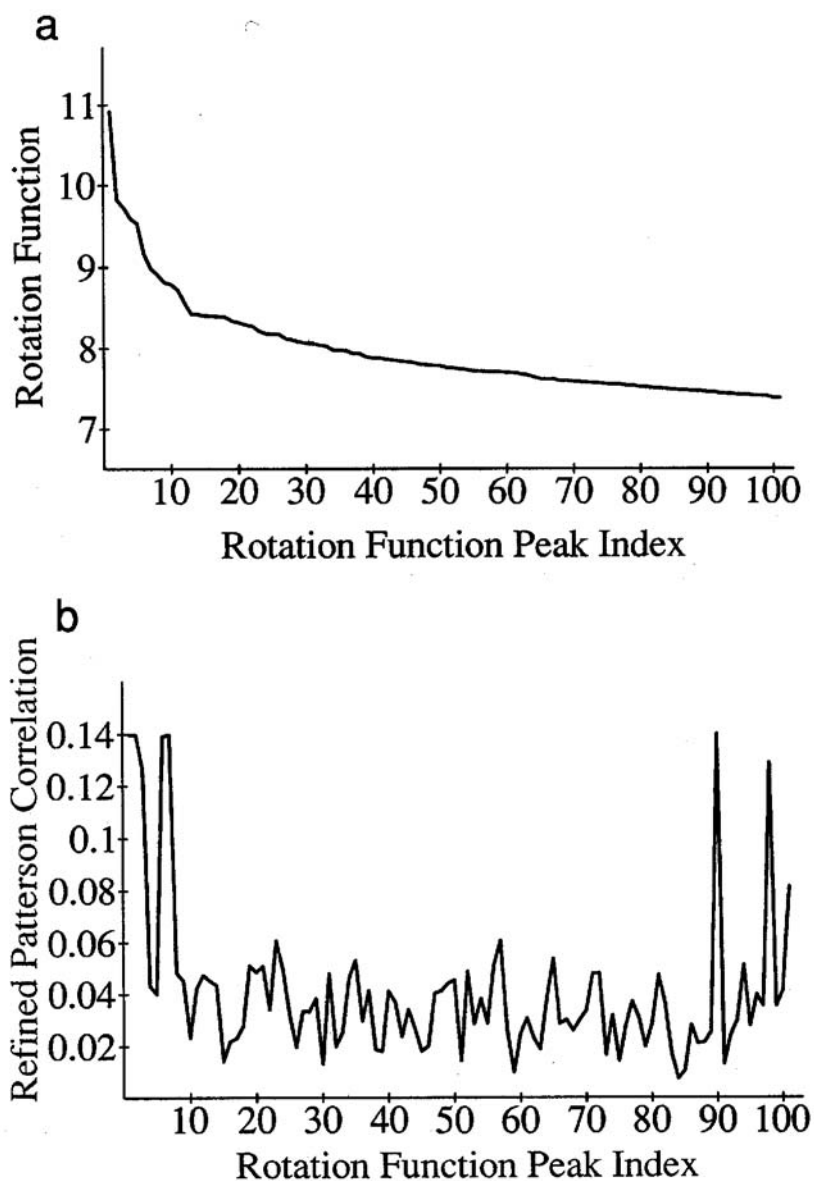 a
Rotation Function
11
10
9
8
7
10 20 30 40 50 60 70 80 90 100
Rotation Function Peak Index
b
Refined Patterson Correlation
0.14
0.12
0.1
0.08
0.06
0.04
0.02
10 20 30 40 50 60 70 80 90 100
Rotation Function Peak Index